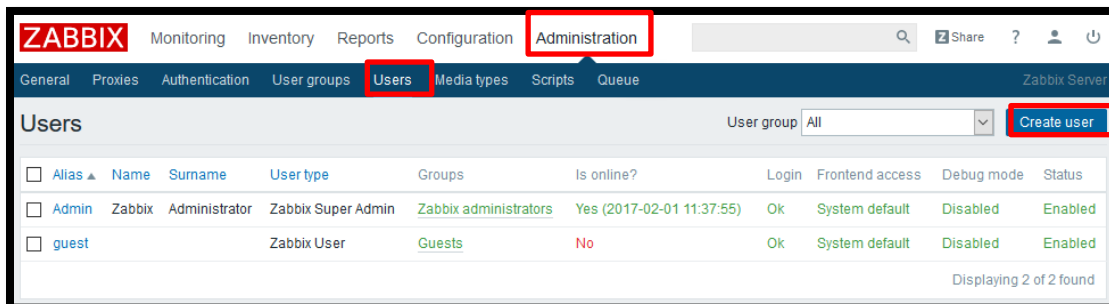 ZABBIX Monitoring Inventory Reports Configuration Administration Z Share ?
General Proxies Authentication User groups Users Media types Scripts Queue Zabbix Server
Users User group All Create user
Alias Name Surname User type Groups Is online? Login Frontend access Debug mode Status
Admin Zabbix Administrator Zabbix Super Admin Zabbix administrators Yes (2017-02-01 11:37:55) Ok System default Disabled Enabled
guest Zabbix User Guests No Ok System default Disabled Enabled
Displaying 2 of 2 found